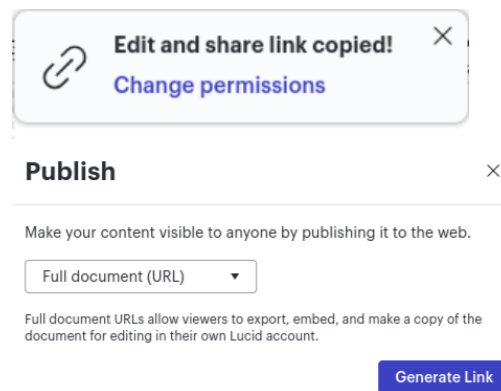 Edit and share link copied!
Change permissions
Publish
Make your content visible to anyone by publishing it to the web.
Full document (URL)
Full document URLs allow viewers to export, embed, and make a copy of the
document for editing in their own Lucid account.
Generate Link